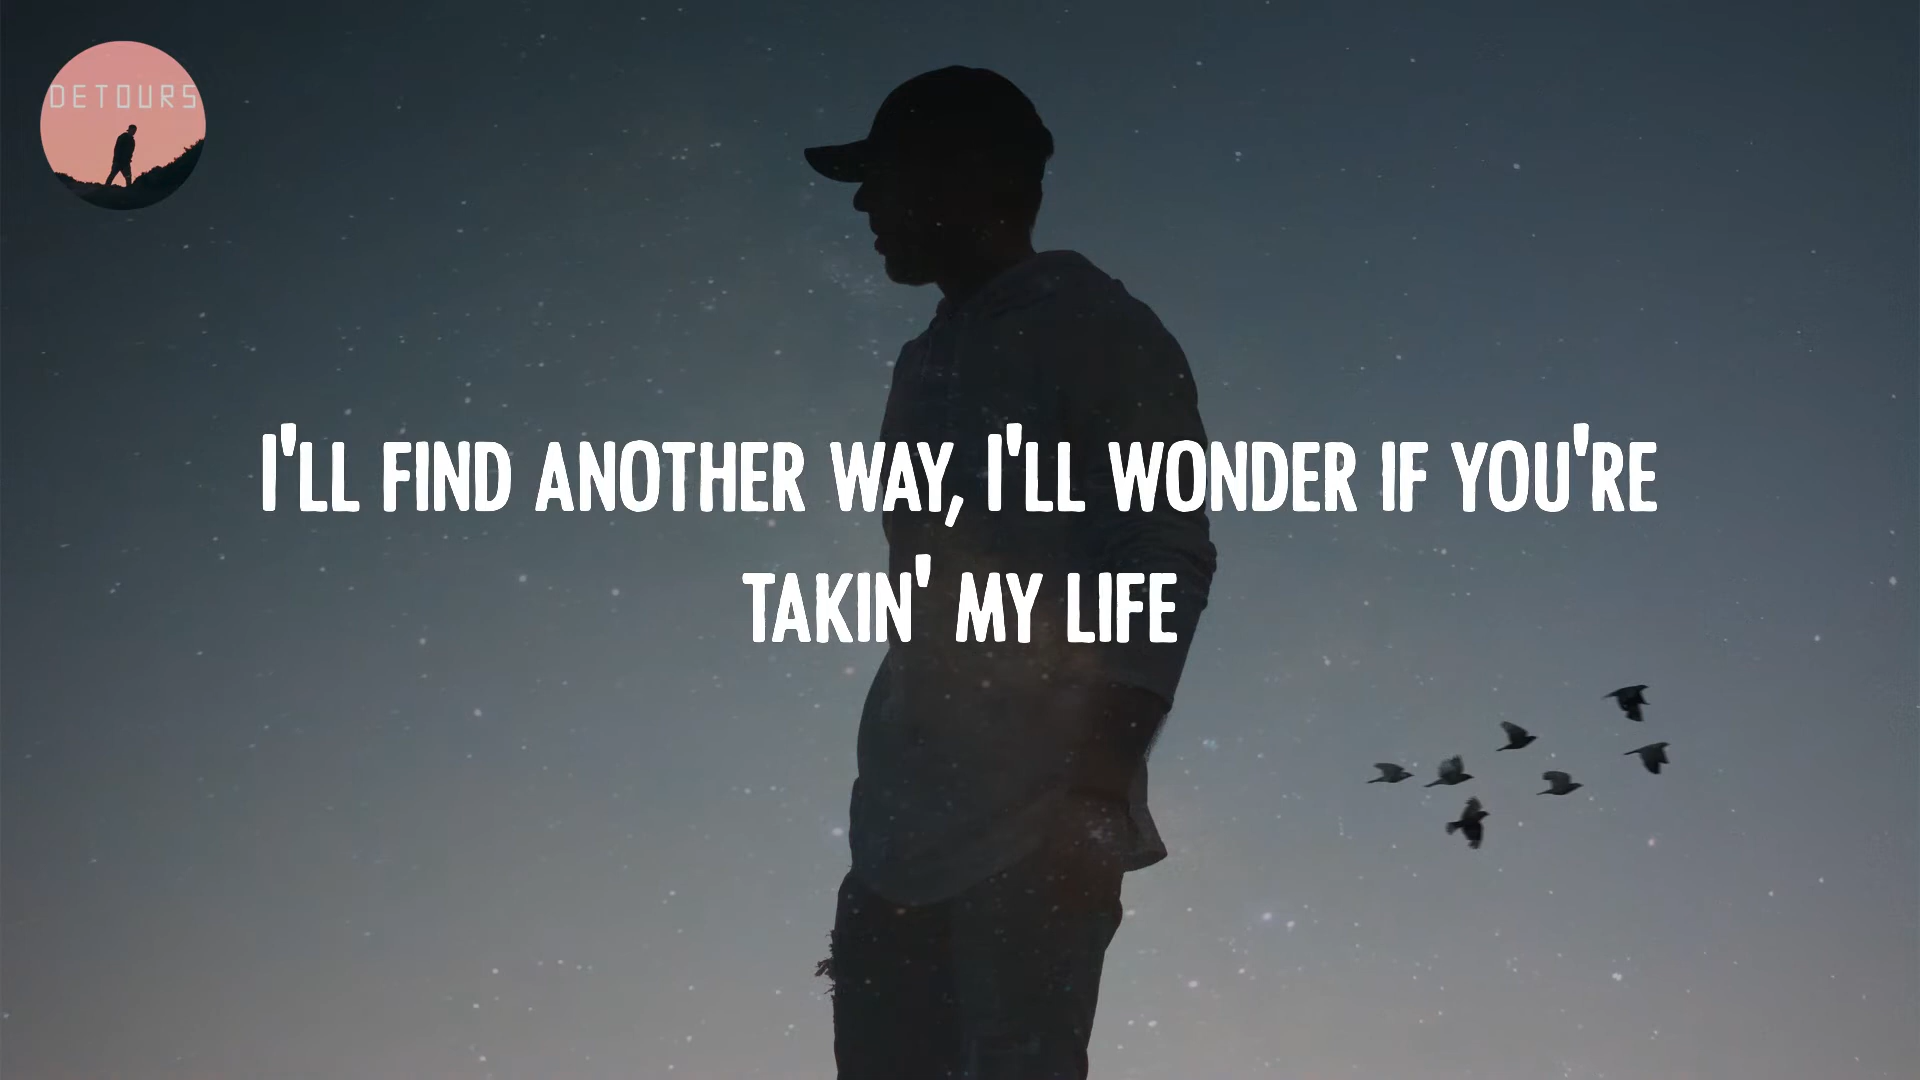 DETOURS
I'LL FIND ANOTHER WAY, I'LL WONDER IF YOU'RE
TAKIN' MY LIFE